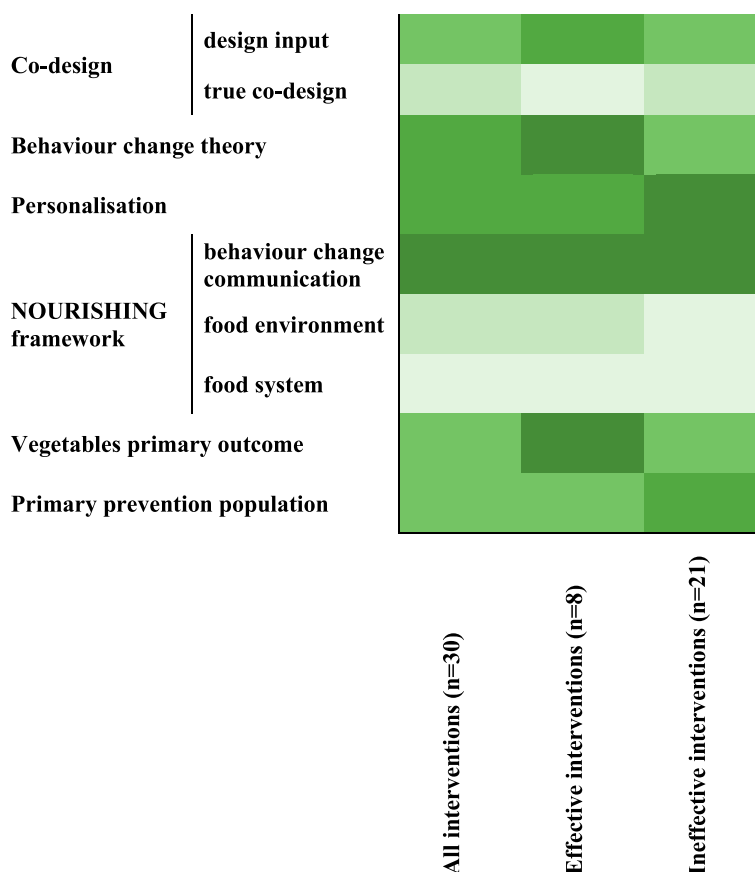 design input
Co-design
true co-design
Behaviour change theory
Personalisation
behaviour change
communication
NOURISHING
framework
food environment
food system
Vegetables primary outcome
Primary prevention population
All interventions (n=30)
Effective interventions (n=8)
Ineffective interventions (n=21)